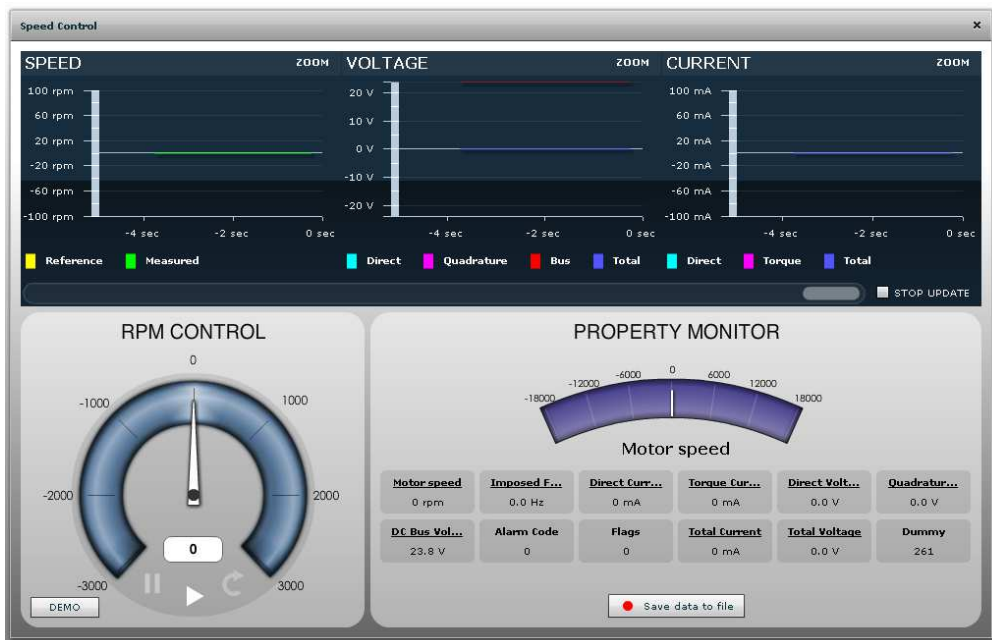 Speed Control
×
SPEED ZOOM
100 rpm
60 rpm
20 rpm
-20 rpm
-60 rpm
-100 rpm
-4 sec -2 sec 0 sec
Reference Measured
VOLTAGE ZOOM
20 V
10 V
0 V
-10 V
-20 V
-4 sec -2 sec 0 sec
Direct Quadrature Bus Total
CURRENT ZOOM
100 mA
60 mA
20 mA
-20 mA
-60 mA
-100 mA
-4 sec -2 sec 0 sec
Direct Torque Total
STOP UPDATE
RPM CONTROL
0
-1000 1000
-2000 2000
-3000 3000
0
DEMO
PROPERTY MONITOR
-18000 -12000 -6000 0 6000 12000 18000
Motor speed
Motor speed Imposed F... Direct Curr... Torque Cur... Direct Volt... Quadratur...
0 rpm 0.0 Hz 0 mA 0 mA 0.0 V 0.0 V
DC Bus Vol... Alarm Code Flags Total Current Total Voltage Dummy
23.8 V 0 0 0 mA 0.0 V 261
Save data to file